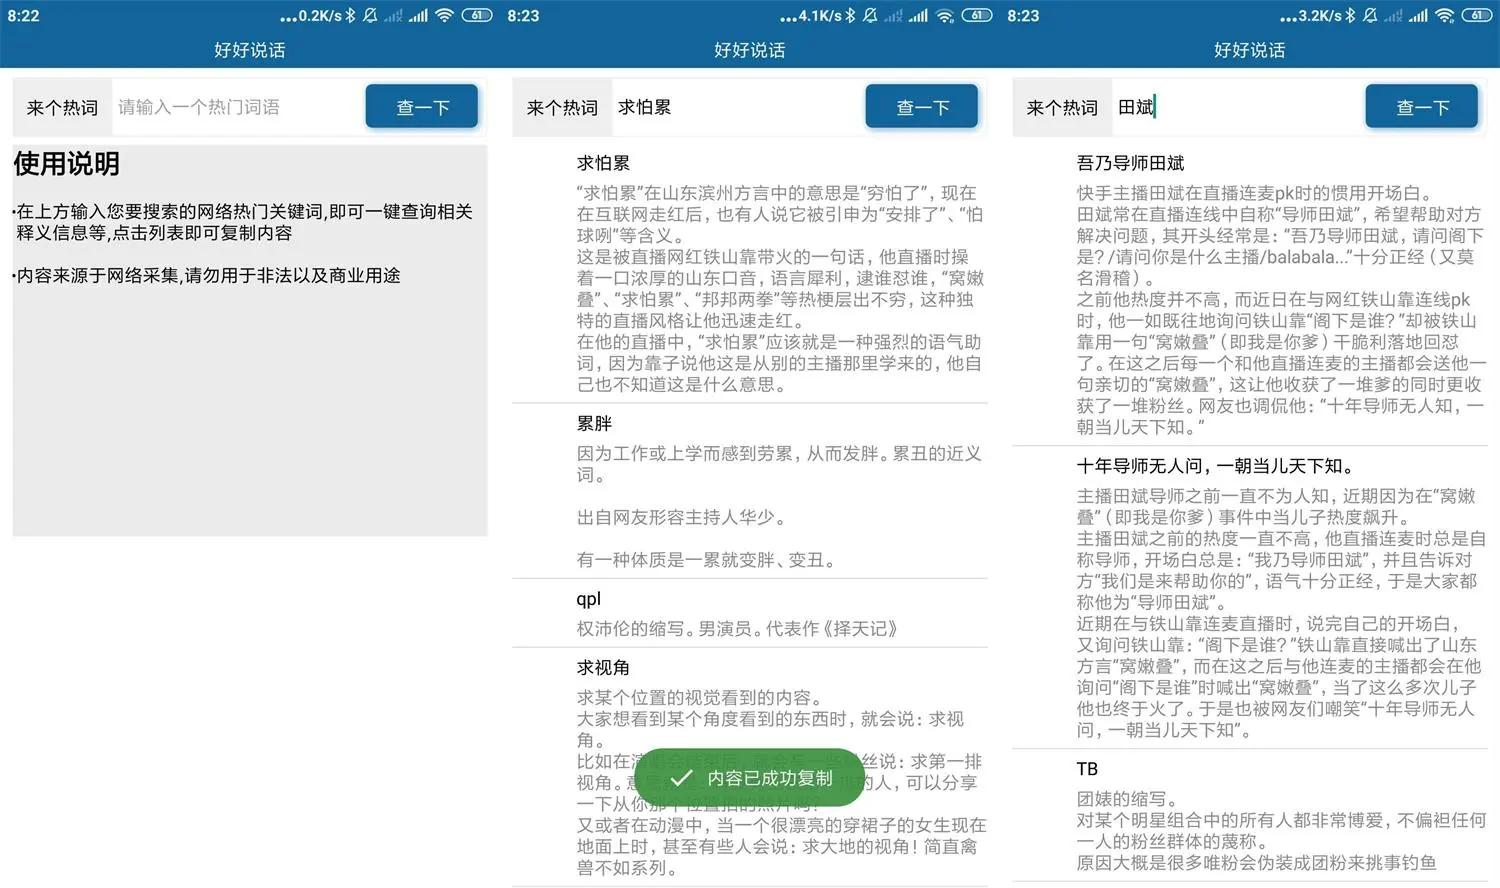 8:22
...0.2K/s
61
好好说话
来个热词
请输入一个热门词语
查一下
使用说明
·在上方输入您要搜索的网络热门关键词,即可一键查询相关
释义信息等,点击列表即可复制内容
·内容来源于网络采集,请勿用于非法以及商业用途
8:23
...4.1K/s
61
好好说话
来个热词
求怕累
查一下
求怕累
“求怕累”在山东滨州方言中的意思是“穷怕了”，现在
在互联网走红后，也有人说它被引申为“安排了”、“怕
球咧”等含义。
这是被直播网红铁山靠带火的一句话，他直播时操
着一口浓厚的山东口音，语言犀利，逮谁怼谁，“窝嫩
叠”、“求怕累”、“邦邦两拳”等热梗层出不穷，这种独
特的直播风格让他迅速走红。
在他的直播中，“求怕累”应该就是一种强烈的语气助
词，因为靠子说他这是从别的主播那里学来的，他自
己也不知道这是什么意思。
累胖
因为工作或上学而感到劳累，从而发胖。累丑的近义
词。
出自网友形容主持人华少。
有一种体质是一累就变胖、变丑。
qpl
权沛伦的缩写。男演员。代表作《择天记》
求视角
求某个位置的视觉看到的内容。
大家想看到某个角度看到的东西时，就会说：求视
角。
比如在演唱会结束后，就会有一些粉丝说：求第一排
视角。意 的人，可以分享
一下从你那个位置拍的照片吗？
又或者在动漫中，当一个很漂亮的穿裙子的女生现在
地面上时，甚至有些人会说：求大地的视角！简直禽
兽不如系列。
内容已成功复制
8:23
...3.2K/s
61
好好说话
来个热词
田斌
查一下
吾乃导师田斌
快手主播田斌在直播连麦pk时的惯用开场白。
田斌常在直播连线中自称“导师田斌”，希望帮助对方
解决问题，其开头经常是：“吾乃导师田斌，请问阁下
是？/请问你是什么主播/balabala...”十分正经（又莫
名滑稽）。
之前他热度并不高，而近日在与网红铁山靠连线pk
时，他一如既往地询问铁山靠“阁下是谁？”却被铁山
靠用一句“窝嫩叠”（即我是你爹）干脆利落地回怼
了。在这之后每一个和他直播连麦的主播都会送他一
句亲切的“窝嫩叠”，这让他收获了一堆爹的同时更收
获了一堆粉丝。网友也调侃他：“十年导师无人知，一
朝当儿天下知。”
十年导师无人问，一朝当儿天下知。
主播田斌导师之前一直不为人知，近期因为在“窝嫩
叠”（即我是你爹）事件中当儿子热度飙升。
主播田斌之前的热度一直不高，他直播连麦时总是自
称导师，开场白总是：“我乃导师田斌”，并且告诉对
方“我们是来帮助你的”，语气十分正经，于是大家都
称他为“导师田斌”。
近期在与铁山靠连麦直播时，说完自己的开场白，
又询问铁山靠：“阁下是谁？”铁山靠直接喊出了山东
方言“窝嫩叠”，而在这之后与他连麦的主播都会在他
询问“阁下是谁”时喊出“窝嫩叠”，当了这么多次儿子
他也终于火了。于是也被网友们嘲笑“十年导师无人
问，一朝当儿天下知”。
TB
团婊的缩写。
对某个明星组合中的所有人都非常博爱，不偏袒任何
一人的粉丝群体的蔑称。
原因大概是很多唯粉会伪装成团粉来挑事钓鱼